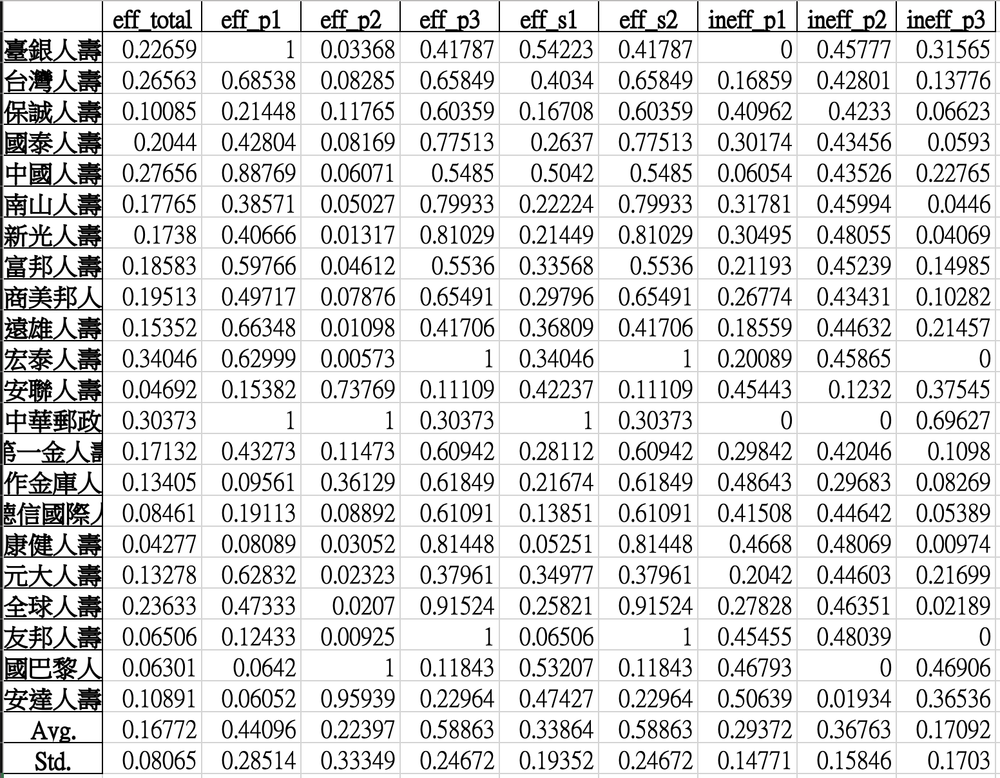 eff_total eff_p1 eff_p2 eff_p3 eff_s1 eff_s2 ineff_p1 ineff_p2 ineff_p3
臺銀人壽 0.22659 1 0.03368 0.41787 0.54223 0.41787 0 0.45777 0.31565
台灣人壽 0.26563 0.68538 0.08285 0.65849 0.4034 0.65849 0.16859 0.42801 0.13776
保誠人壽 0.10085 0.21448 0.11765 0.60359 0.16708 0.60359 0.40962 0.4233 0.06623
國泰人壽 0.2044 0.42804 0.08169 0.77513 0.2637 0.77513 0.30174 0.43456 0.0593
中國人壽 0.27656 0.88769 0.06071 0.5485 0.5042 0.5485 0.06054 0.43526 0.22765
南山人壽 0.17765 0.38571 0.05027 0.79933 0.22224 0.79933 0.31781 0.45994 0.0446
新光人壽 0.1738 0.40666 0.01317 0.81029 0.21449 0.81029 0.30495 0.48055 0.04069
富邦人壽 0.18583 0.59766 0.04612 0.5536 0.33568 0.5536 0.21193 0.45239 0.14985
商美邦人 0.19513 0.49717 0.07876 0.65491 0.29796 0.65491 0.26774 0.43431 0.10282
遠雄人壽 0.15352 0.66348 0.01098 0.41706 0.36809 0.41706 0.18559 0.44632 0.21457
宏泰人壽 0.34046 0.62999 0.00573 1 0.34046 1 0.20089 0.45865 0
安聯人壽 0.04692 0.15382 0.73769 0.11109 0.42237 0.11109 0.45443 0.1232 0.37545
中華郵政 0.30373 1 1 0.30373 1 0.30373 0 0 0.69627
第一金人壽 0.17132 0.43273 0.11473 0.60942 0.28112 0.60942 0.29842 0.42046 0.1098
作金庫人 0.13405 0.09561 0.36129 0.61849 0.21674 0.61849 0.48643 0.29683 0.08269
德信國際人 0.08461 0.19113 0.08892 0.61091 0.13851 0.61091 0.41508 0.44642 0.05389
康健人壽 0.04277 0.08089 0.03052 0.81448 0.05251 0.81448 0.4668 0.48069 0.00974
元大人壽 0.13278 0.62832 0.02323 0.37961 0.34977 0.37961 0.2042 0.44603 0.21699
全球人壽 0.23633 0.47333 0.0207 0.91524 0.25821 0.91524 0.27828 0.46351 0.02189
友邦人壽 0.06506 0.12433 0.00925 1 0.06506 1 0.45455 0.48039 0
國巴黎人 0.06301 0.0642 1 0.11843 0.53207 0.11843 0.46793 0 0.46906
安達人壽 0.10891 0.06052 0.95939 0.22964 0.47427 0.22964 0.50639 0.01934 0.36536
Avg. 0.16772 0.44096 0.22397 0.58863 0.33864 0.58863 0.29372 0.36763 0.17092
Std. 0.08065 0.28514 0.33349 0.24672 0.19352 0.24672 0.14771 0.15846 0.1703